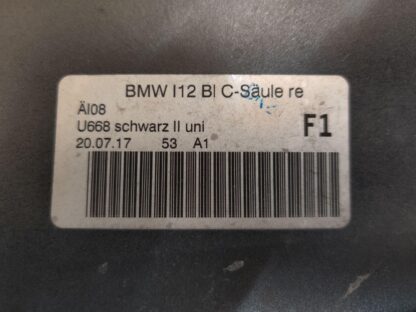 BMW I12 Bl C-Säule re
ÄI08
U668 schwarz II uni
F1
20.07.17 53 A1